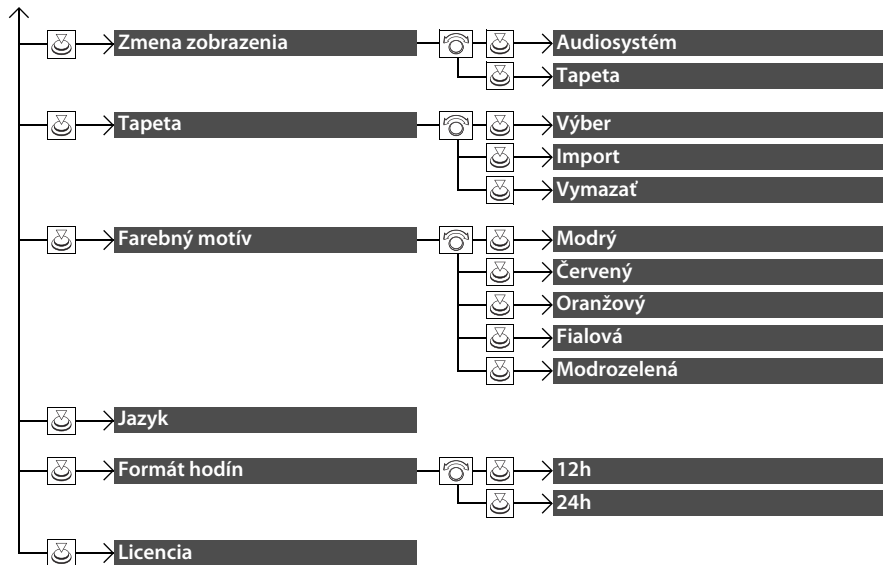 Zmena zobrazenia
Audiosystém
Tapeta
Tapeta
Výber
Import
Vymazať
Farebný motív
Modrý
Červený
Oranžový
Fialová
Modrozelená
Jazyk
Formát hodín
12h
24h
Licencia